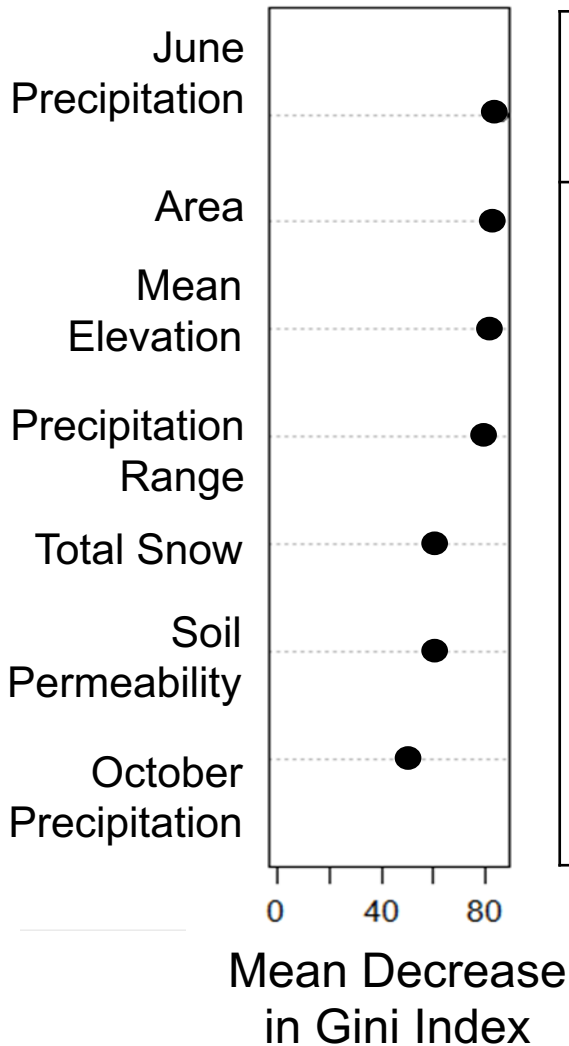 June
Precipitation
Area
Mean
Elevation
Precipitation
Range
Total Snow
Soil
Permeability
October
Precipitation
0 40 80
Mean Decrease
in Gini Index